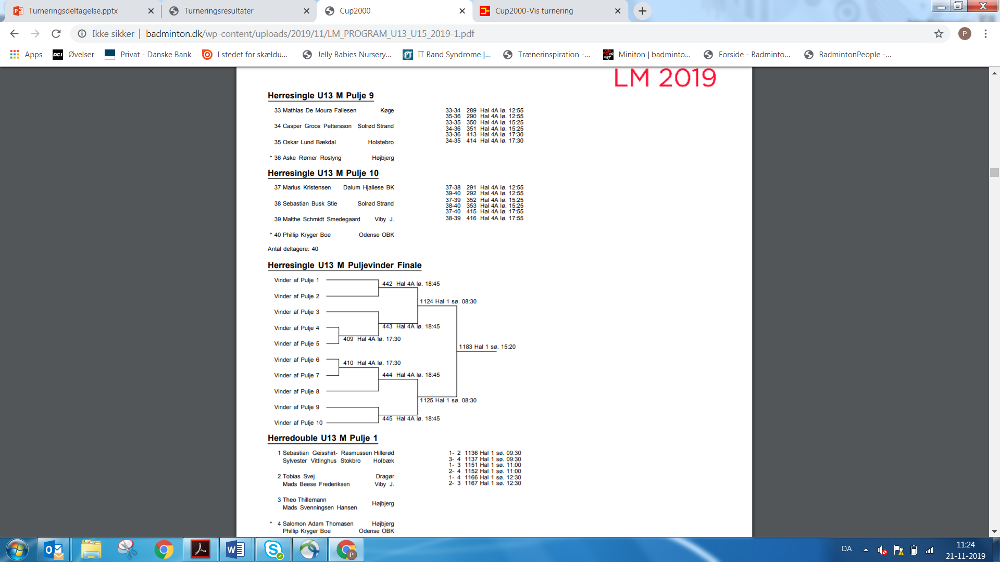 Turneringsdeltagelse.pptx
Turneringsresultater
Cup2000
Cup2000-Vis turnering
Ikke sikker | badminton.dk/wp-content/uploads/2019/11/LM_PROGRAM_U13_U15_2019-1.pdf
P
Apps
DGI Øvelser
Privat - Danske Bank
I stedet for skældu...
Jelly Babies Nursery...
PT IT Band Syndrome |...
Trænerinspiration -...
Miniton | badminto...
Forside - Badminto...
BadmintonPeople -...
LM 2019
Herresingle U13 M Pulje 9
33 Mathias De Moura Fallesen Køge
34 Casper Groos Pettersson Solrød Strand
35 Oskar Lund Bækdal Holstebro
* 36 Aske Rømer Roslyng Højbjerg
33-34 289 Hal 4A lø. 12:55
35-36 290 Hal 4A lø. 12:55
33-35 350 Hal 4A lø. 15:25
34-36 351 Hal 4A lø. 15:25
33-36 413 Hal 4A lø. 17:30
34-35 414 Hal 4A lø. 17:30
Herresingle U13 M Pulje 10
37 Marius Kristensen Dalum Hjallese BK
38 Sebastian Busk Stie Solrød Strand
39 Malthe Schmidt Smedegaard Viby J.
* 40 Phillip Kryger Boe Odense OBK
37-38 291 Hal 4A lø. 12:55
39-40 292 Hal 4A lø. 12:55
37-39 352 Hal 4A lø. 15:25
38-40 353 Hal 4A lø. 15:25
37-40 415 Hal 4A lø. 17:55
38-39 416 Hal 4A lø. 17:55
Antal deltagere: 40
Herresingle U13 M Puljevinder Finale
Vinder af Pulje 1
Vinder af Pulje 2
Vinder af Pulje 3
Vinder af Pulje 4
Vinder af Pulje 5
Vinder af Pulje 6
Vinder af Pulje 7
Vinder af Pulje 8
Vinder af Pulje 9
Vinder af Pulje 10
409 Hal 4A lø. 17:30
410 Hal 4A lø. 17:30
442 Hal 4A lø. 18:45
443 Hal 4A lø. 18:45
444 Hal 4A lø. 18:45
445 Hal 4A lø. 18:45
1124 Hal 1 sø. 08:30
1125 Hal 1 sø. 08:30
1183 Hal 1 sø. 15:20
Herredouble U13 M Pulje 1
1 Sebastian Geisshirt- Rasmussen Hillerød
Sylvester Vittinghus Stokbro Holbæk
2 Tobias Svej Dragør
Mads Beese Frederiksen Viby J.
3 Theo Thillemann
Mads Svenningsen Hansen Højbjerg
* 4 Salomon Adam Thomasen Højbjerg
Phillip Kryger Boe Odense OBK
1- 2 1136 Hal 1 sø. 09:30
3- 4 1137 Hal 1 sø. 09:30
1- 3 1151 Hal 1 sø. 11:00
2- 4 1152 Hal 1 sø. 11:00
1- 4 1166 Hal 1 sø. 12:30
2- 3 1167 Hal 1 sø. 12:30
DA
11:24
21-11-2019